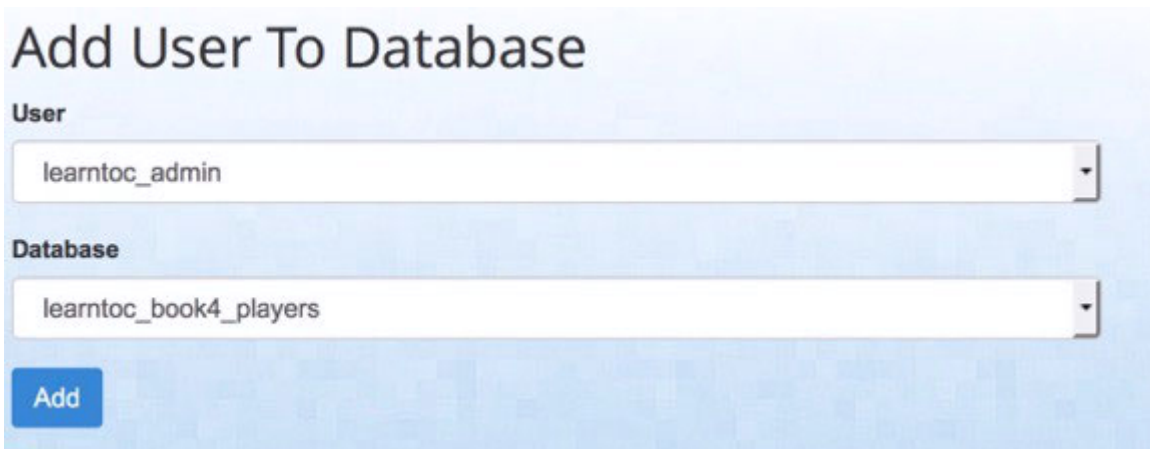 Add User To Database
User
learntoc_admin
Database
learntoc_book4_players
Add